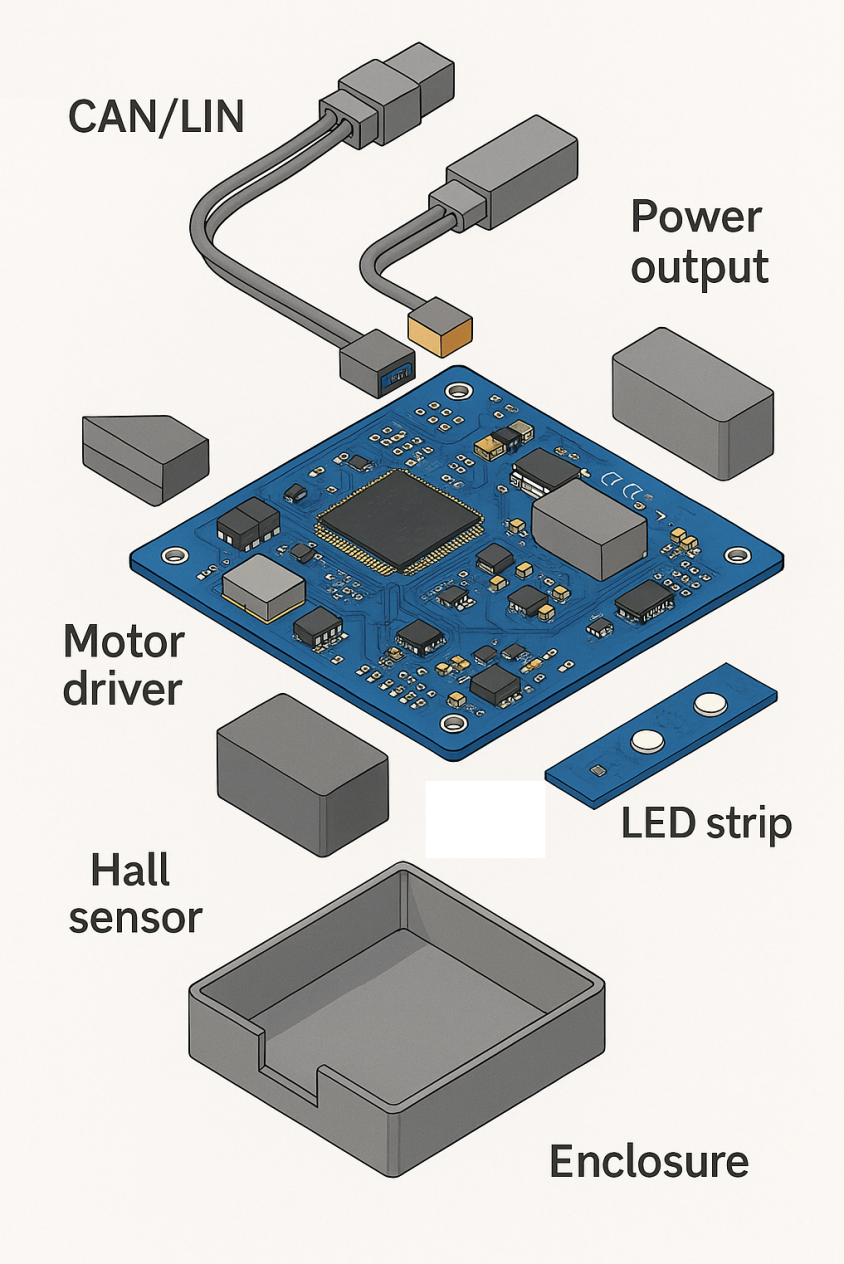 CAN/LIN
Power
output
Motor
driver
LED strip
Hall
sensor
Enclosure